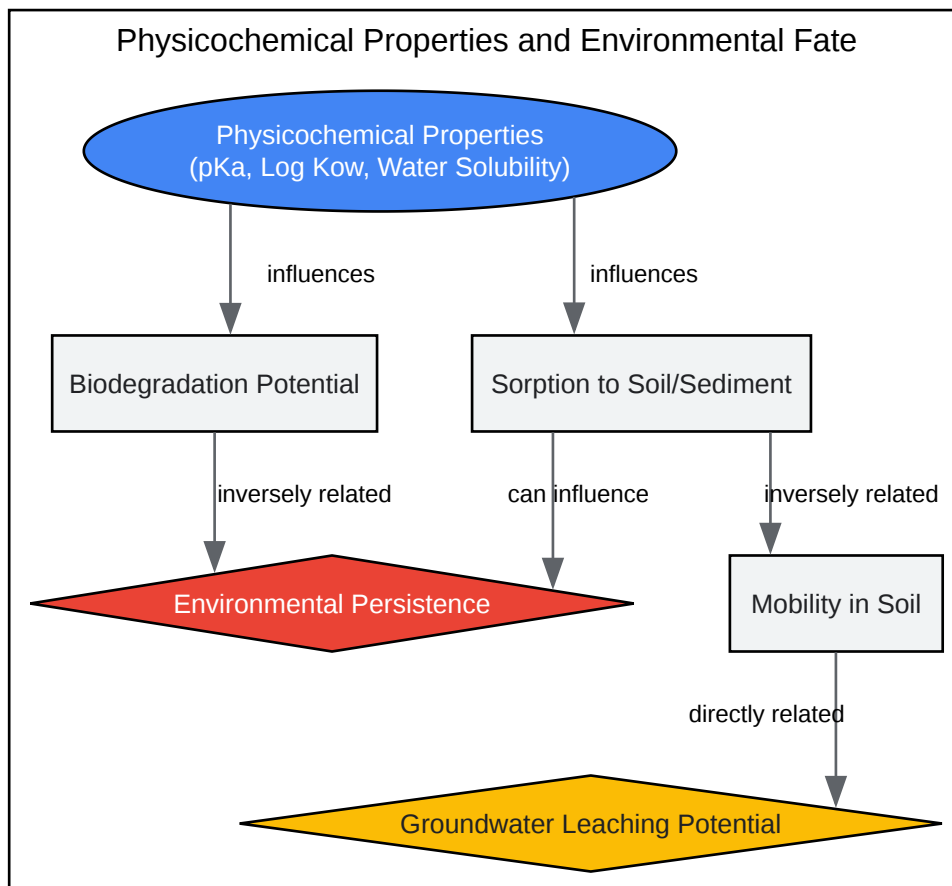 Physicochemical Properties and Environmental Fate
Physicochemical Properties
(pKa, Log Kow, Water Solubility)
influences
influences
Biodegradation Potential
Sorption to Soil/Sediment
inversely related
can influence
inversely related
Environmental Persistence
Mobility in Soil
directly related
Groundwater Leaching Potential